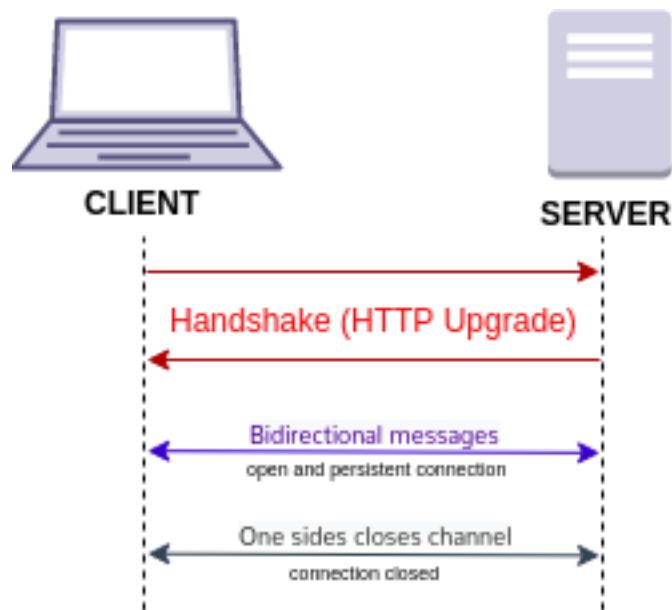 CLIENT
SERVER
Handshake (HTTP Upgrade)
Bidirectional messages
open and persistent connection
One sides closes channel
connection closed